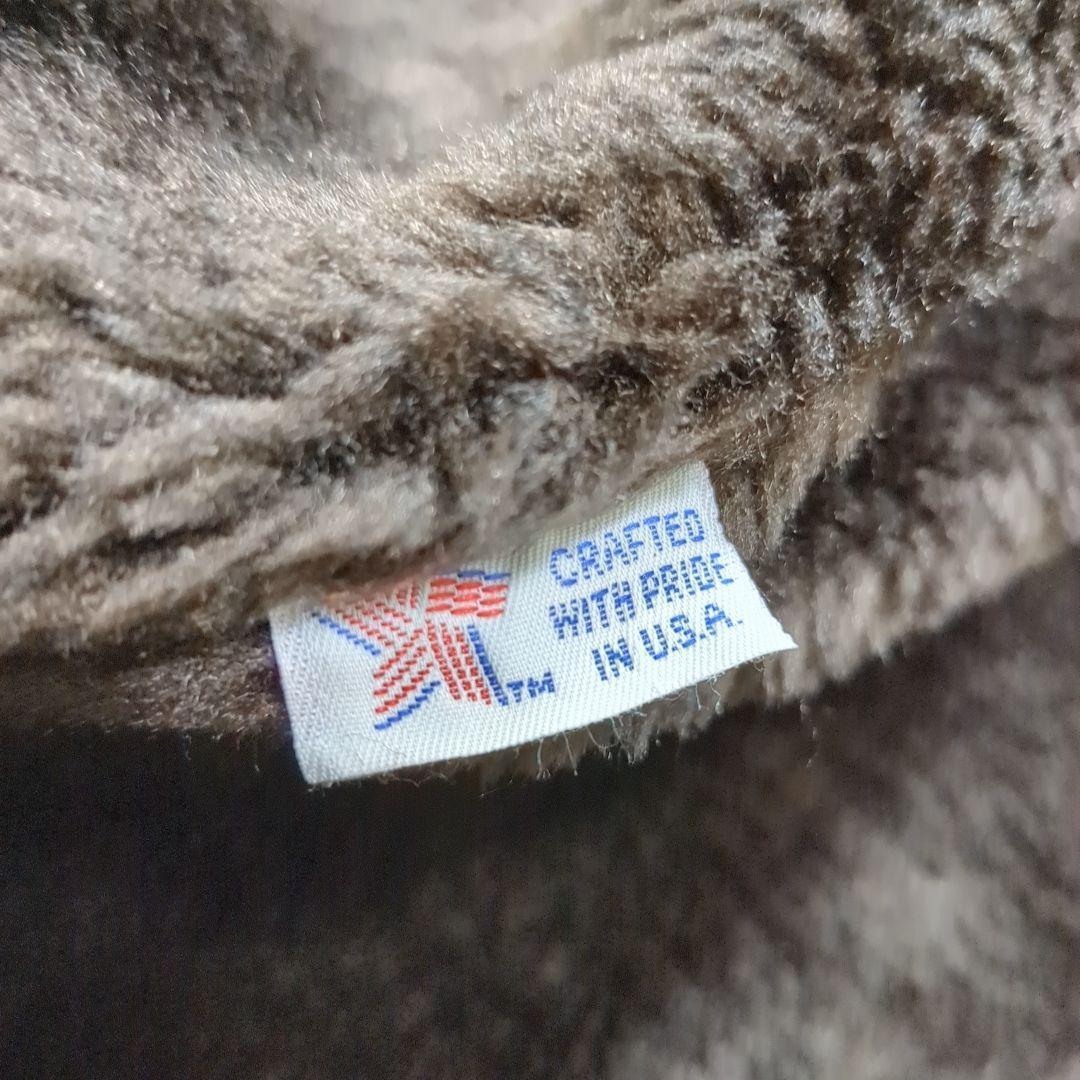 CRAFTED
WITH PRIDE
IN U.S.A.
TM